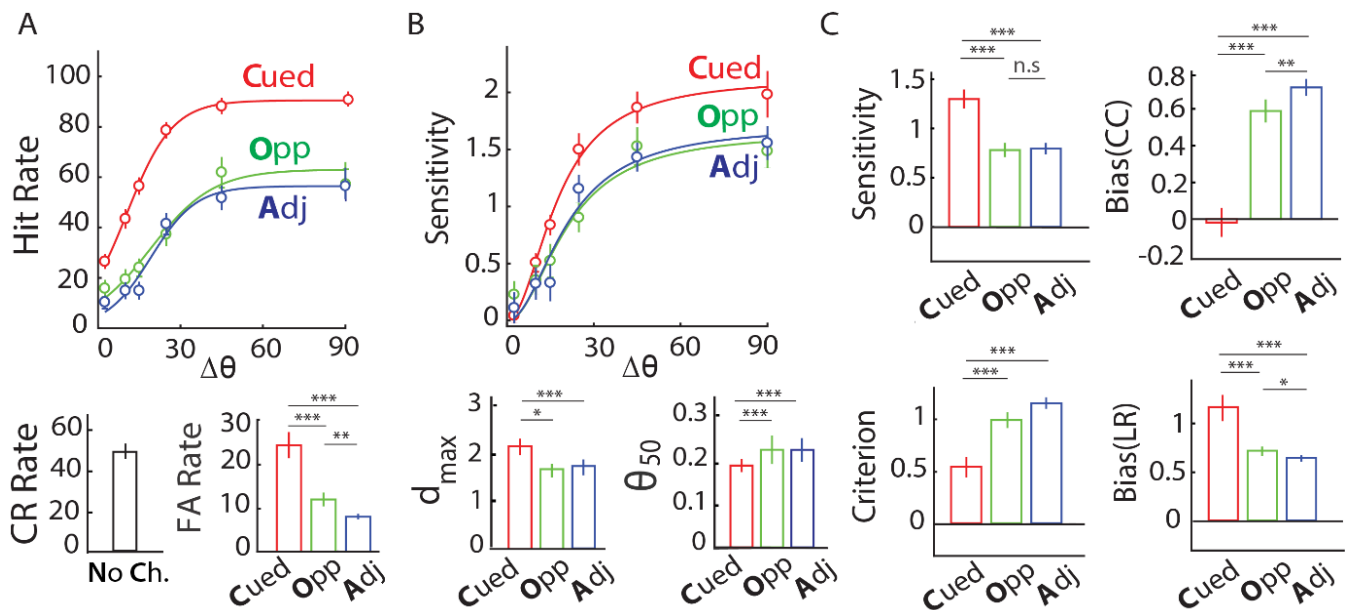 A
Hit Rate
100
80
60
40
20
0
Cued
Opp
Adj
0 30 60 90
Δθ
CR Rate
60
40
20
0
No Ch.
FA Rate
30
25
20
15
10
5
0
***
***
**
Cued Opp Adj
B
Sensitivity
2
1.5
1
0.5
0
Cued
Opp
Adj
0 30 60 90
Δθ
d max
3
2
1
0
***
*
Cued Opp Adj
θ 50
0.3
0.2
0.1
0
***
***
Cued Opp Adj
C
Sensitivity
1.5
1
0.5
0
***
***
n.s
Cued Opp Adj
Bias(CC)
0.8
0.6
0.4
0.2
0
-0.2
***
***
**
Cued Opp Adj
Criterion
1
0.5
0
***
***
Cued Opp Adj
Bias(LR)
1
0.5
0
***
***
*
Cued Opp Adj